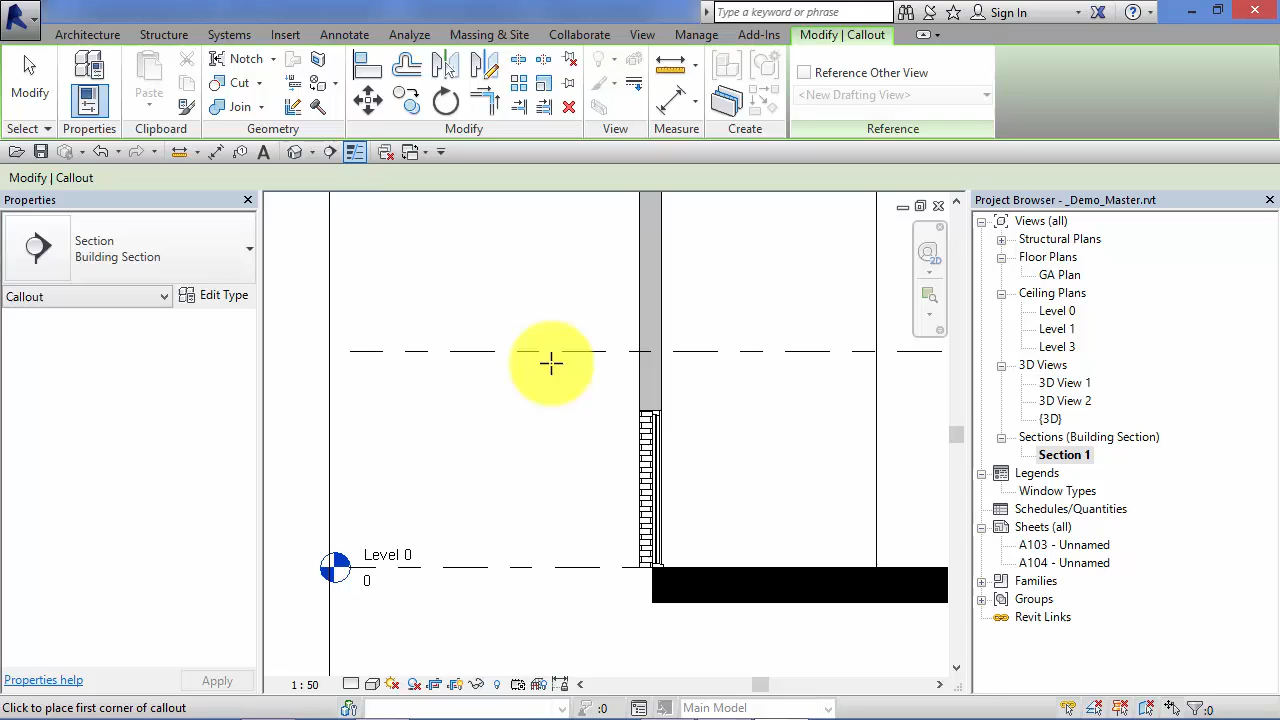 Type a keyword or phrase
Sign In
Architecture Structure Systems Insert Annotate Analyze Massing & Site Collaborate View Manage Add-Ins Modify | Callout
Modify
Paste
Notch
Cut
Join
Reference Other View
<New Drafting View>
Select Properties Clipboard Geometry Modify View Measure Create Reference
Modify | Callout
Properties
Section
Building Section
Callout
Edit Type
Properties help
Apply
Level 0
0
1 : 50
Project Browser - _Demo_Master.rvt
Views (all)
Structural Plans
Floor Plans
GA Plan
Ceiling Plans
Level 0
Level 1
Level 3
3D Views
3D View 1
3D View 2
{3D}
Sections (Building Section)
Section 1
Legends
Window Types
Schedules/Quantities
Sheets (all)
A103 - Unnamed
A104 - Unnamed
Families
Groups
Revit Links
Click to place first corner of callout
:0
Main Model
:0